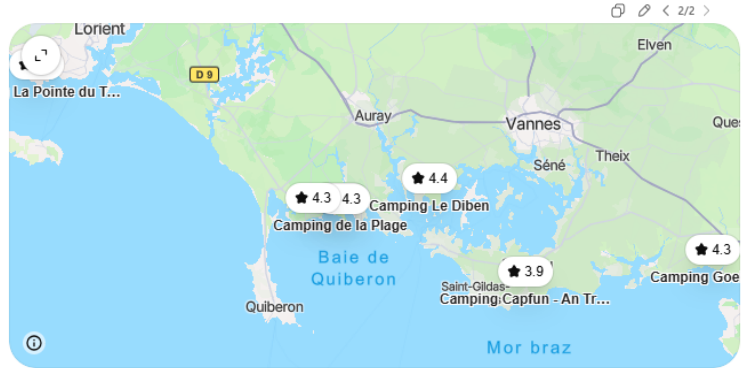 2/2
Lorient
Elven
D 9
La Pointe du T...
Auray
Vannes
Ques
Séné
Theix
4.4
4.3
4.3
Camping Le Diben
Camping de la Plage
4.3
Baie de
Quiberon
3.9
Camping Goe
Saint-Gildas-
Camping Capfun - An Tr...
Quiberon
Mor braz